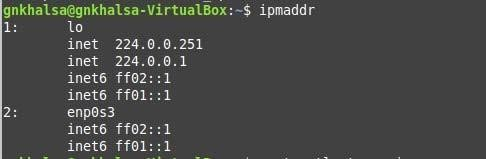 gnkhalsa@gnkhalsa-VirtualBox:~$ ipmaddr
1:      lo
        inet  224.0.0.251
        inet  224.0.0.1
        inet6 ff02::1
        inet6 ff01::1
2:      enp0s3
        inet6 ff02::1
        inet6 ff01::1